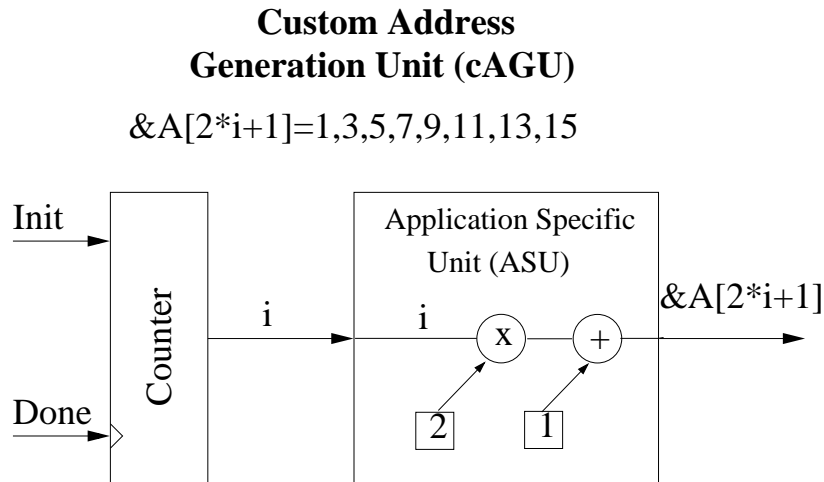 Custom Address
Generation Unit (cAGU)
&A[2*i+1]=1,3,5,7,9,11,13,15
Init
Done
Counter
i
Application Specific
Unit (ASU)
i
x
+
2
1
&A[2*i+1]